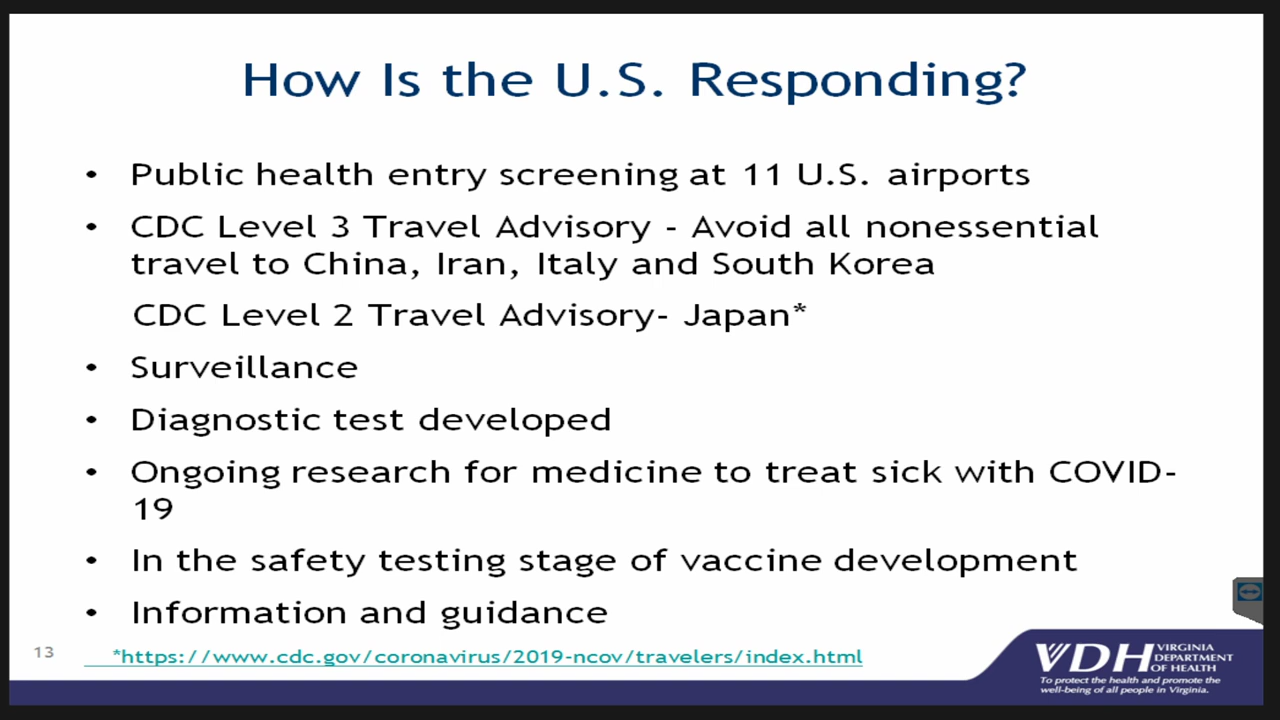 How Is the U.S. Responding?
• Public health entry screening at 11 U.S. airports
• CDC Level 3 Travel Advisory - Avoid all nonessential
travel to China, Iran, Italy and South Korea
CDC Level 2 Travel Advisory- Japan*
• Surveillance
• Diagnostic test developed
• Ongoing research for medicine to treat sick with COVID-
19
• In the safety testing stage of vaccine development
• Information and guidance
13
*https://www.cdc.gov/coronavirus/2019-ncov/travelers/index.html
VDH VIRGINIA
DEPARTMENT
OF HEALTH
To protect the health and promote the
well-being of all people in Virginia.